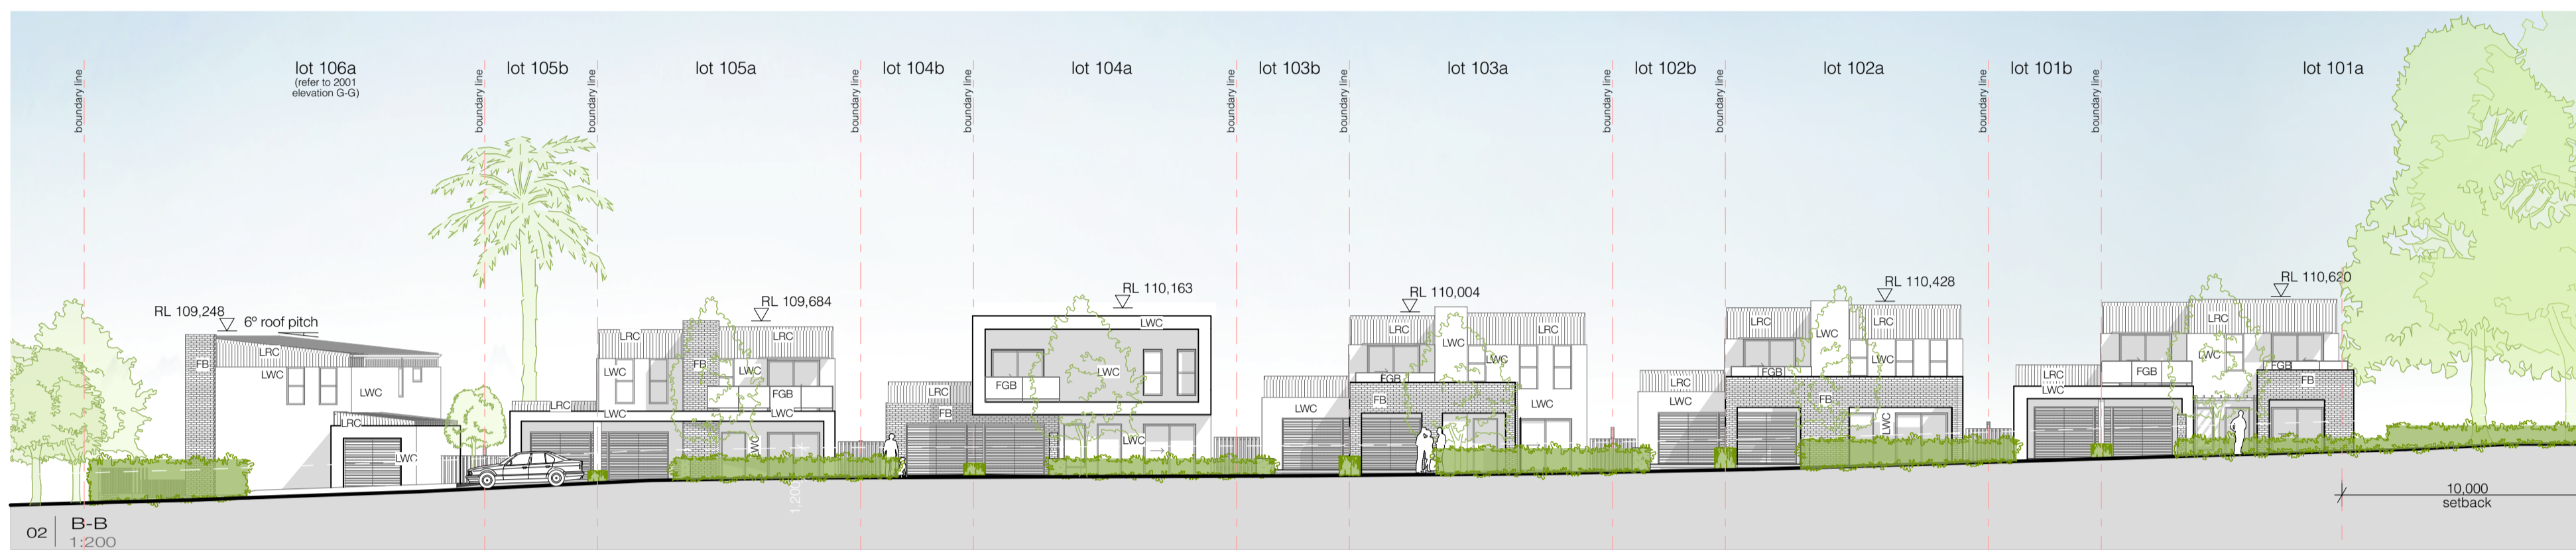 lot 106a
(refer to 2001
elevation G-G)
lot 105b
lot 105a
lot 104b
lot 104a
lot 103b
lot 103a
lot 102b
lot 102a
lot 101b
lot 101a
boundary line
boundary line
boundary line
boundary line
boundary line
boundary line
boundary line
boundary line
boundary line
boundary line
boundary line
RL 109,248
6º roof pitch
FB
LRC
LWC
LWC
LRC
LWC
RL 109,684
LRC
LRC
FB
LWC
LWC
FGB
LRC
LWC
LWC
LWC
1,200
RL 110,163
LWC
LRC
FB
FGB
LWC
LWC
RL 110,004
LRC
LRC
LWC
LWC
FGB
FB
LWC
LWC
RL 110,428
LRC
LWC
LRC
LWC
FGB
LRC
LWC
FB
LWC
RL 110,620
LRC
LWC
FGB
FGB
LRC
LWC
FB
10,000
setback
02
B-B
1:200